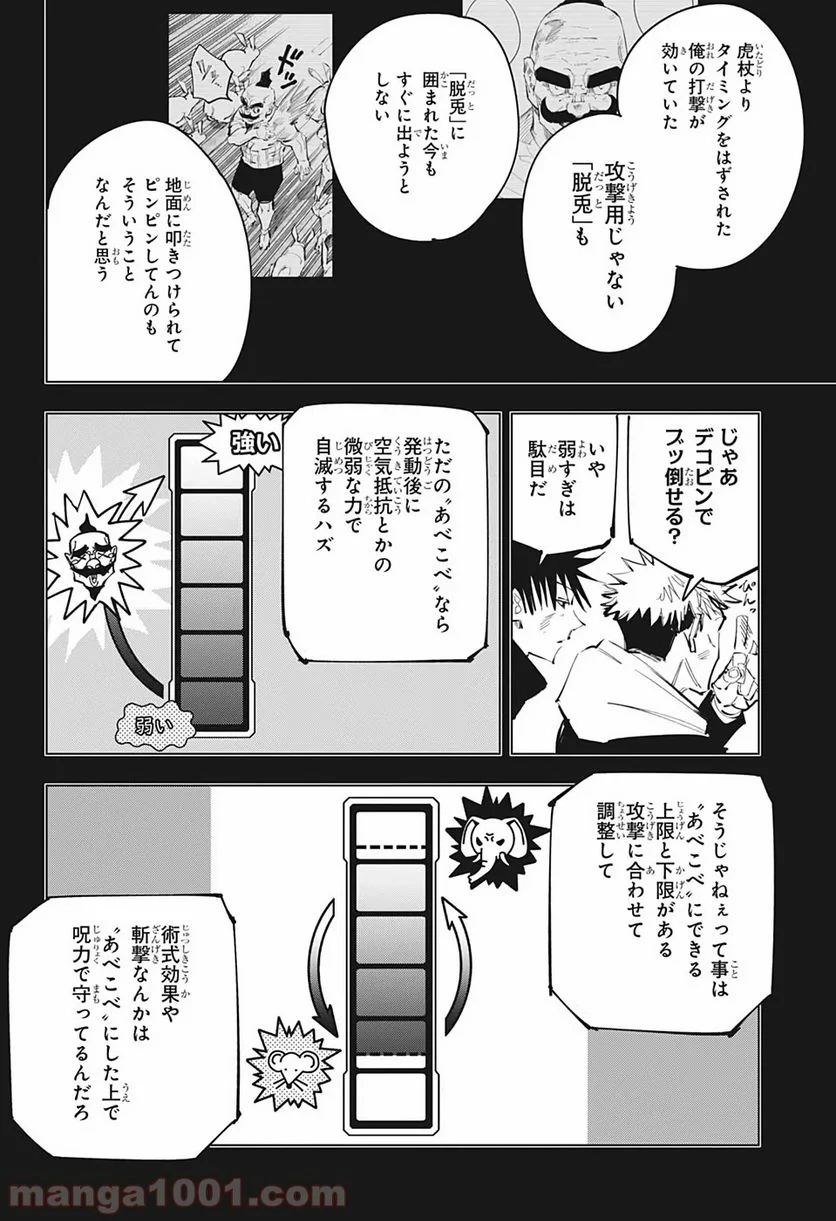 虎杖より
タイミングをはずされた
俺の打撃が
効いていた
攻撃用じゃない
「脱兎」も
「脱兎」に
囲まれた今も
すぐに出ようと
しない
地面に叩きつけられて
ピンピンしてんのも
そういうこと
なんだと思う
じゃあ
デコピンで
ブッ倒せる?
ぴんっ
いや
弱すぎは
駄目だ
ただの〝あべこべ〟なら
発動後に
空気抵抗とかの
微弱な力で
自滅するハズ
強い
弱い
そうじゃねぇって事は
〝あべこべ〟にできる
上限と下限がある
攻撃に合わせて
調整して
術式効果や
斬撃なんかは
〝あべこべ〟にした上で
呪力で守ってるんだろ
manga1001.com